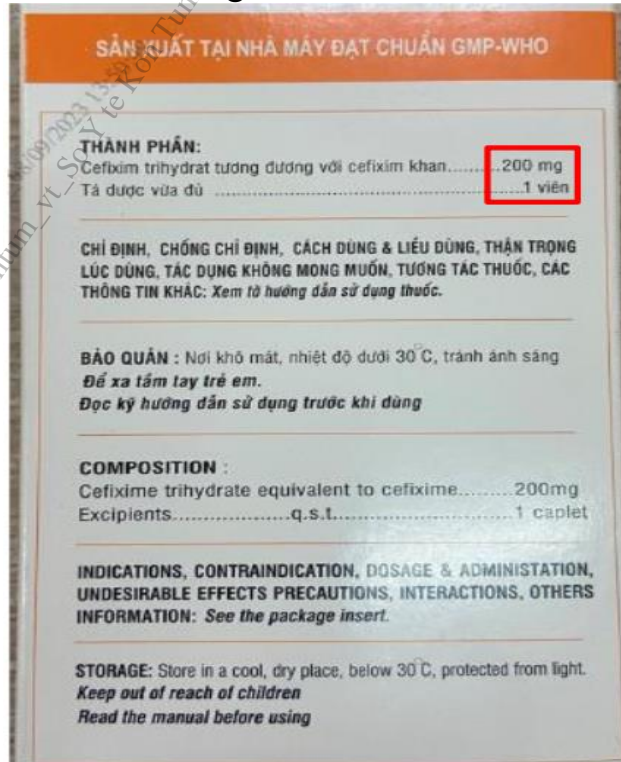 SẢN XUẤT TẠI NHÀ MÁY ĐẠT CHUẨN GMP-WHO
THÀNH PHẦN:
Cefixim trihydrat tương đương với cefixim khan..........200 mg
Tá dược vừa đủ ............................................1 viên
CHỈ ĐỊNH, CHỐNG CHỈ ĐỊNH, CÁCH DÙNG & LIỀU DÙNG, THẬN TRỌNG
LÚC DÙNG, TÁC DỤNG KHÔNG MONG MUỐN, TƯƠNG TÁC THUỐC, CÁC
THÔNG TIN KHÁC: Xem tờ hướng dẫn sử dụng thuốc.
BẢO QUẢN : Nơi khô mát, nhiệt độ dưới 30°C, tránh ánh sáng
Để xa tầm tay trẻ em.
Đọc kỹ hướng dẫn sử dụng trước khi dùng
COMPOSITION :
Cefixime trihydrate equivalent to cefixime.........200mg
Excipients...................q.s.t.............................1 caplet
INDICATIONS, CONTRAINDICATION, DOSAGE & ADMINISTATION,
UNDESIRABLE EFFECTS PRECAUTIONS, INTERACTIONS, OTHERS
INFORMATION: See the package insert.
STORAGE: Store in a cool, dry place, below 30°C, protected from light.
Keep out of reach of children
Read the manual before using